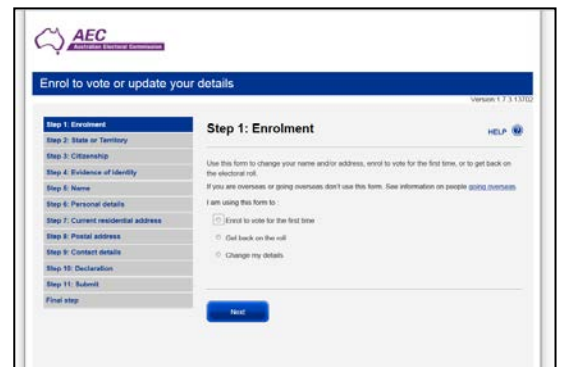 AEC
Australian Electoral Commission
Enrol to vote or update your details
Version 1.7.3.13702
Step 1: Enrolment
Step 2: State or Territory
Step 3: Citizenship
Step 4: Evidence of identity
Step 5: Name
Step 6: Personal details
Step 7: Current residential address
Step 8: Postal address
Step 9: Contact details
Step 10: Declaration
Step 11: Submit
Final step
Step 1: Enrolment
HELP
Use this form to change your name and/or address, enrol to vote for the first time, or to get back on
the electoral roll.
If you are overseas or going overseas don't use this form. See information on people going overseas.
I am using this form to :
Enrol to vote for the first time
Get back on the roll
Change my details
Next